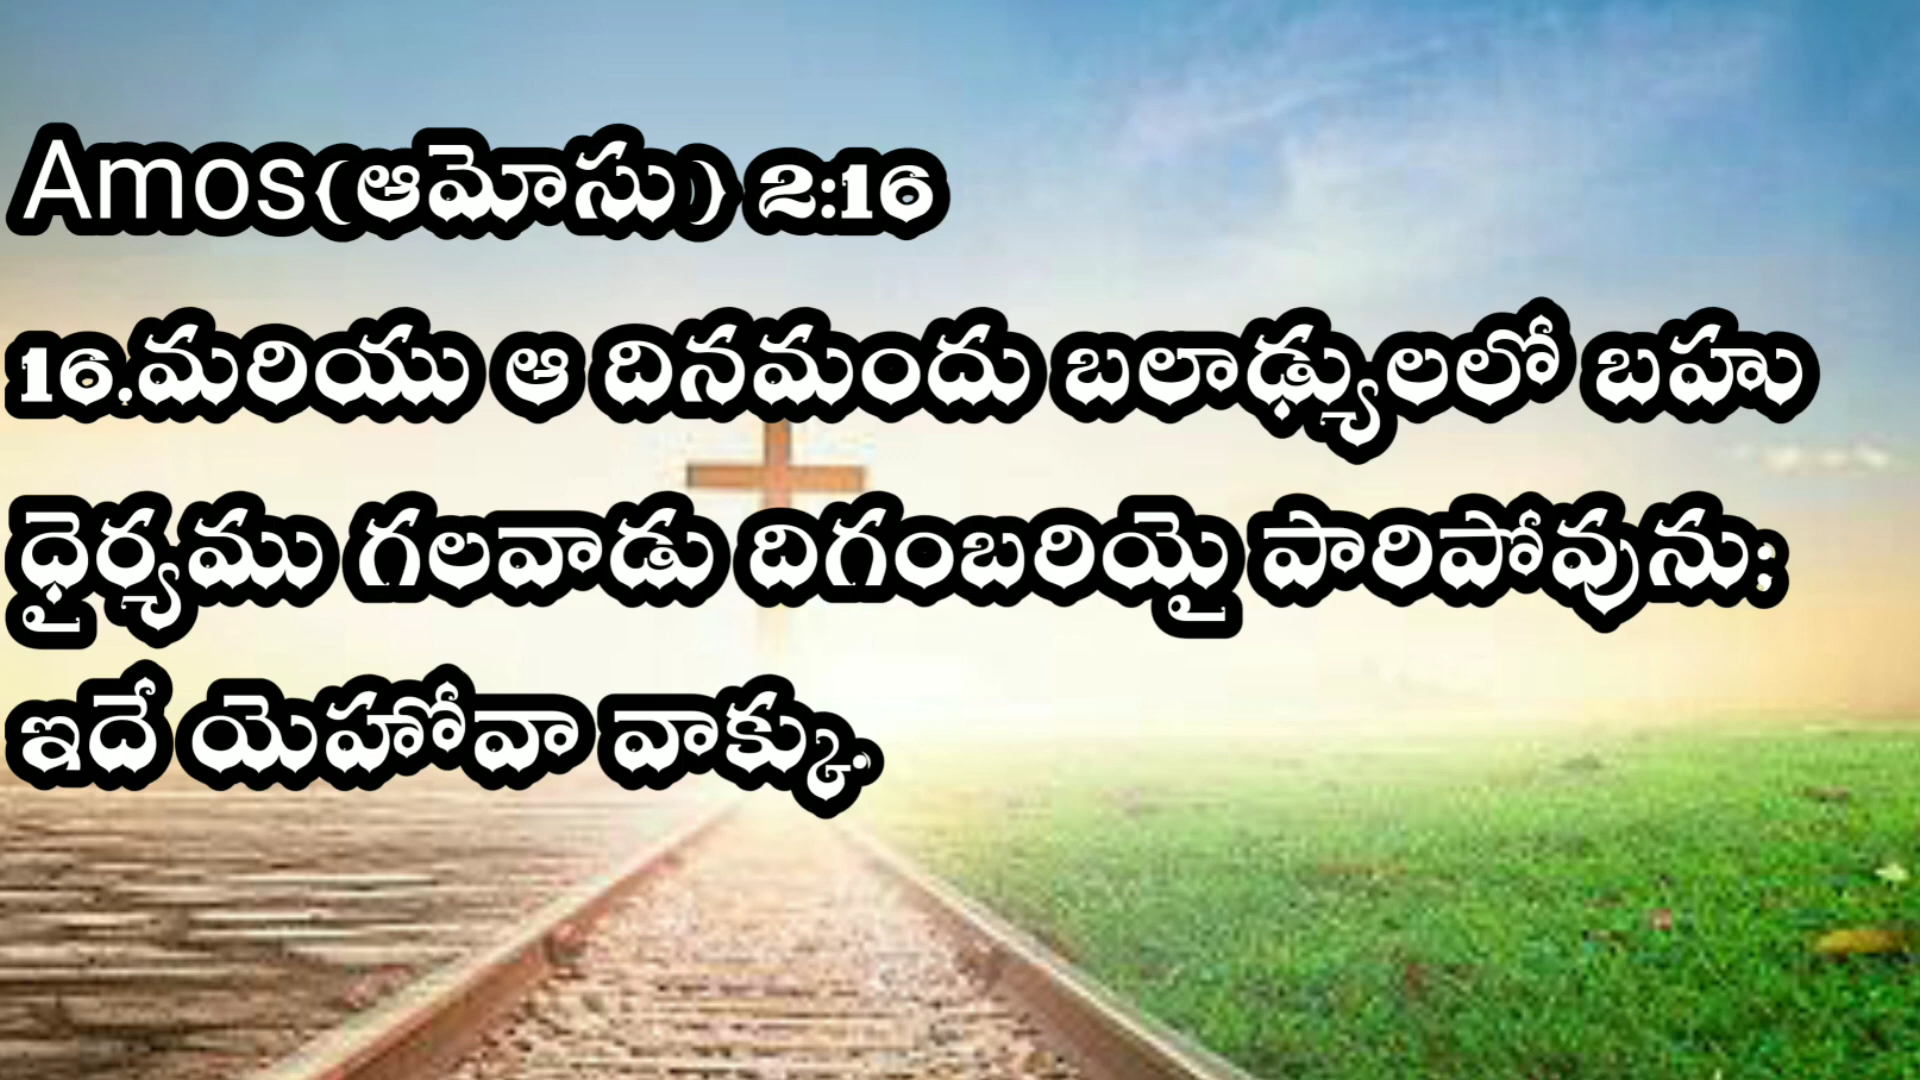 Amos(ఆమోసు) 2:16
16.మరియు ఆ దినమందు బలాఢ్యులలో బహు
ధైర్యము గలవాడు దిగంబరియై పారిపోవును;
ఇదే యెహోవా వాక్కు.